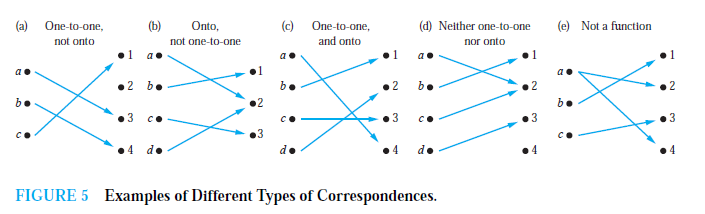 (a) One-to-one,
not onto
a
b
c
1
2
3
4
(b) Onto,
not one-to-one
a
b
c
d
1
2
3
(c) One-to-one,
and onto
a
b
c
d
1
2
3
4
(d) Neither one-to-one
nor onto
a
b
c
d
1
2
3
4
(e) Not a function
a
b
c
1
2
3
4
FIGURE 5 Examples of Different Types of Correspondences.